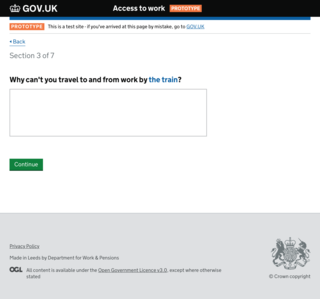 GOV.UK
Access to work PROTOTYPE
PROTOTYPE This is a test site - if you've arrived at this page by mistake, go to GOV.UK
Back
Section 3 of 7
Why can't you travel to and from work by the train?
Continue
Privacy Policy
Made in Leeds by Department for Work & Pensions
OGL All content is available under the Open Government Licence v3.0, except where otherwise
stated
© Crown copyright